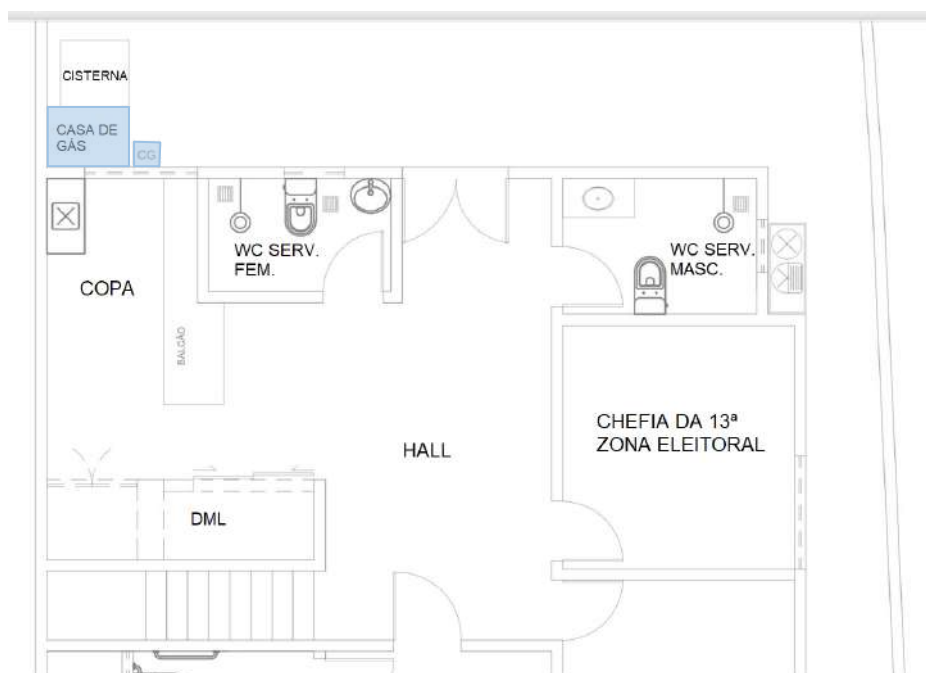 CISTERNA
CASA DE
GÁS
CG
WC SERV.
FEM.
WC SERV.
MASC.
COPA
BALCÃO
CHEFIA DA 13ª
ZONA ELEITORAL
HALL
DML